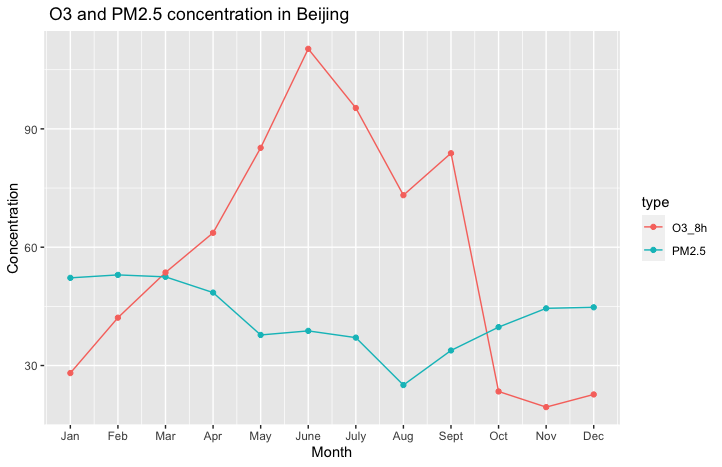 O3 and PM2.5 concentration in Beijing
90
60
30
Concentration
Jan Feb Mar Apr May June July Aug Sept Oct Nov Dec
Month
type
O3_8h
PM2.5